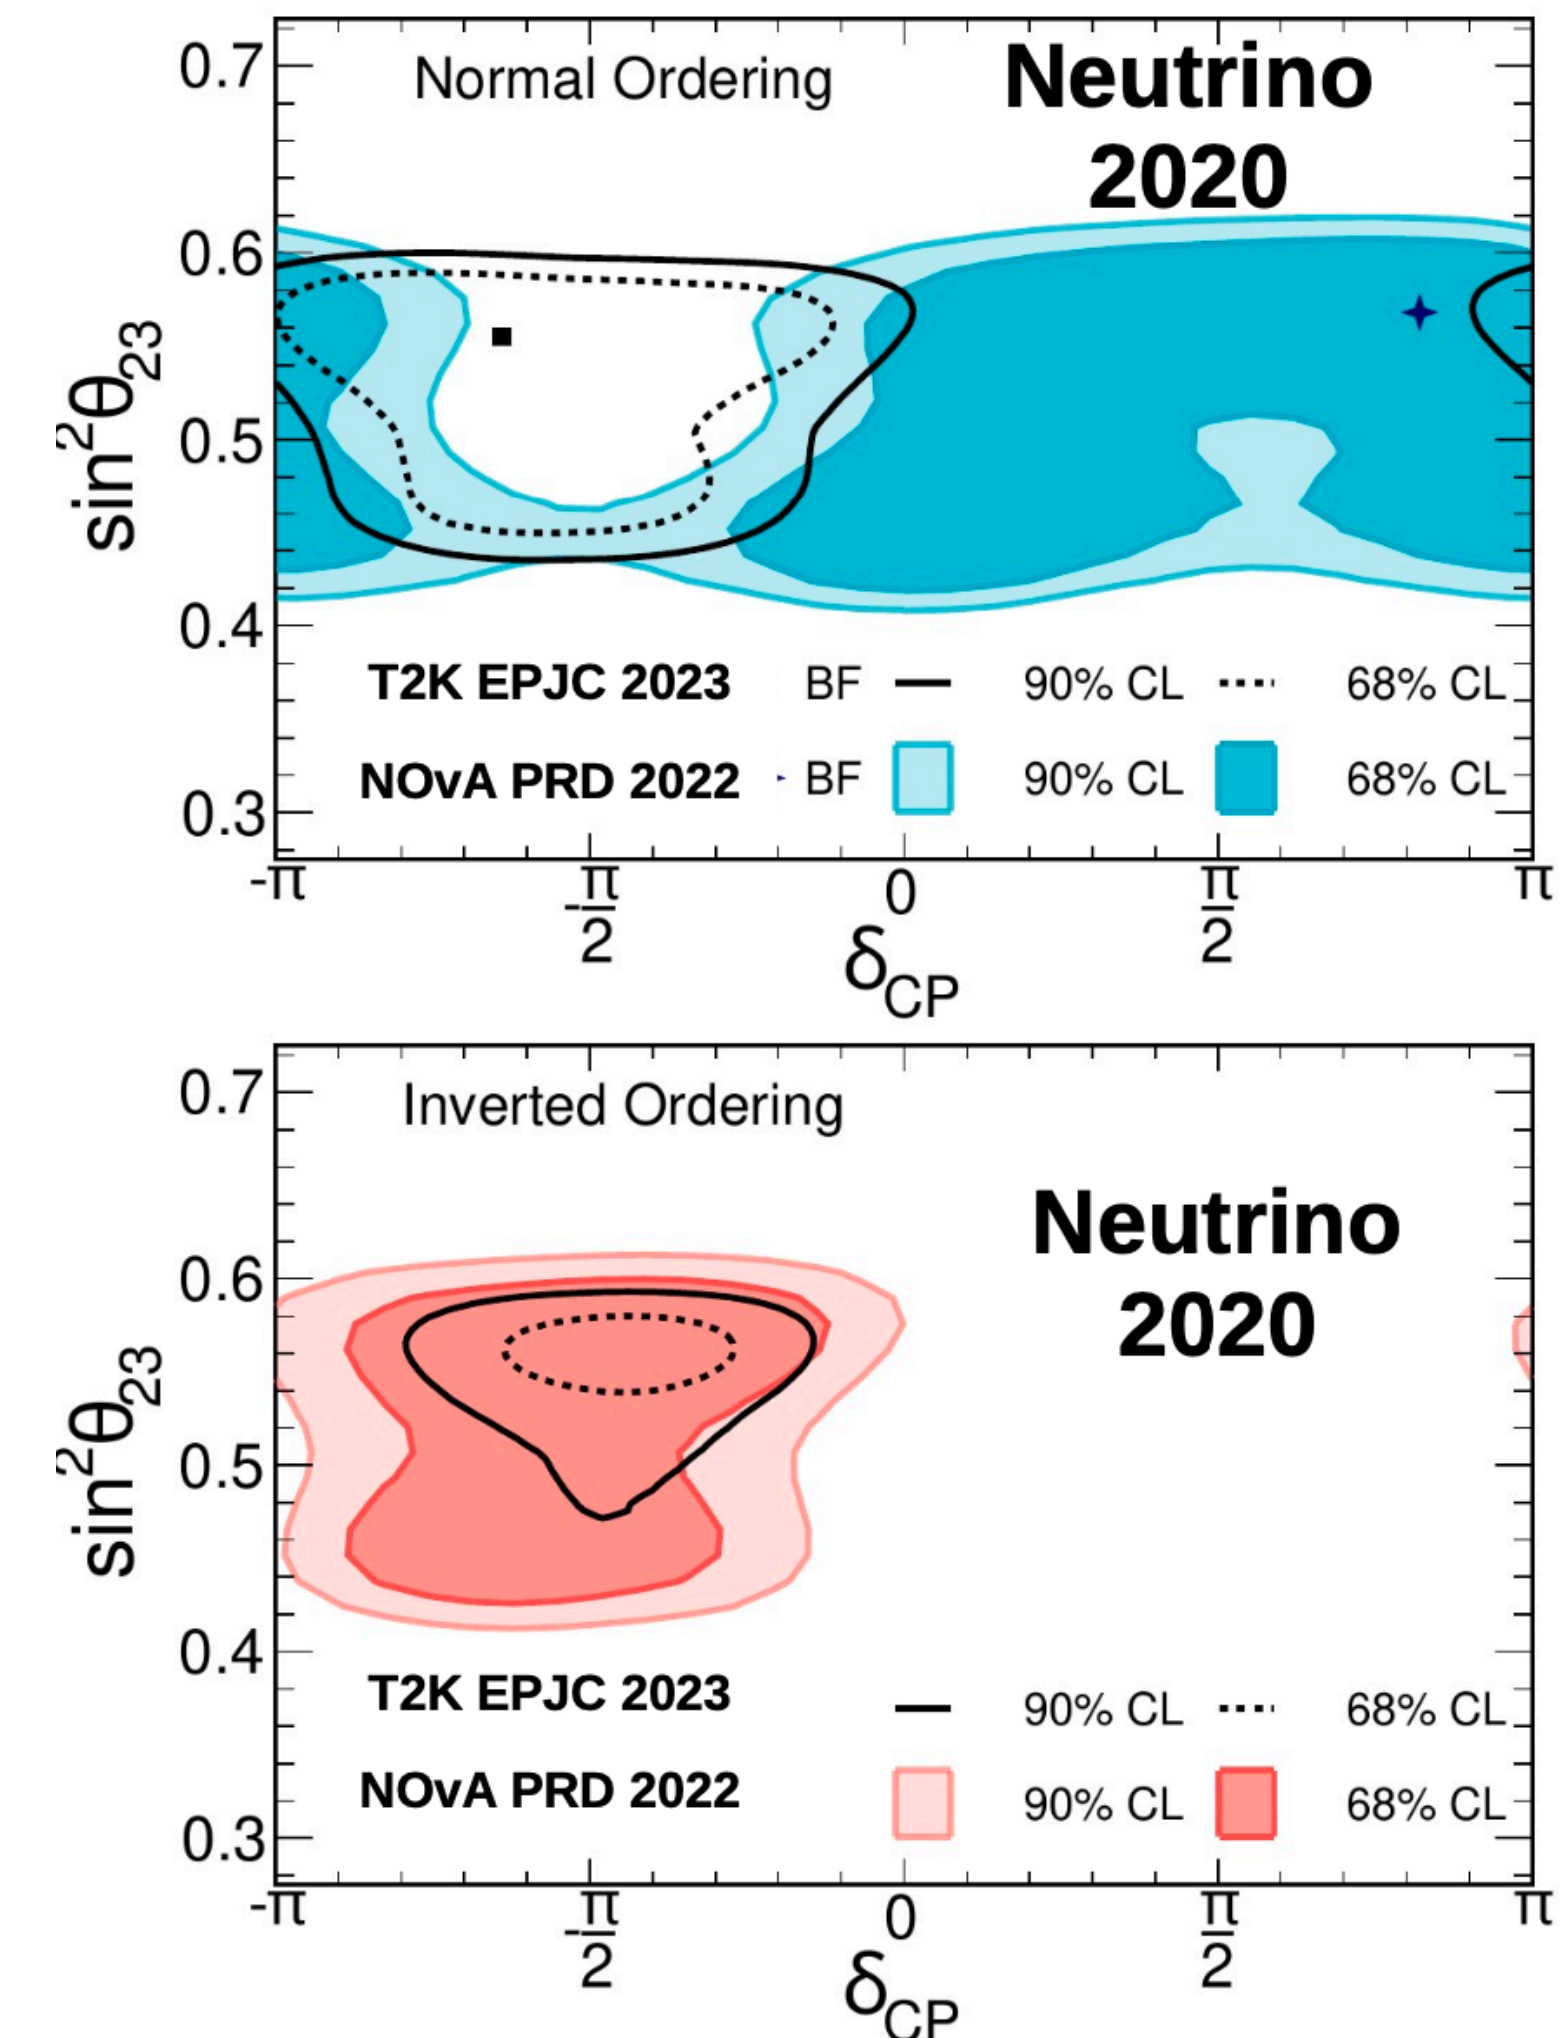 Normal Ordering
Neutrino
2020
0.7
0.6
0.5
0.4
0.3
sin²θ₂₃
T2K EPJC 2023 BF 90% CL 68% CL
NOvA PRD 2022 BF 90% CL 68% CL
-π -π/2 0 π/2 π
δCP
Inverted Ordering
Neutrino
2020
0.7
0.6
0.5
0.4
0.3
sin²θ₂₃
T2K EPJC 2023 90% CL 68% CL
NOvA PRD 2022 90% CL 68% CL
-π -π/2 0 π/2 π
δCP